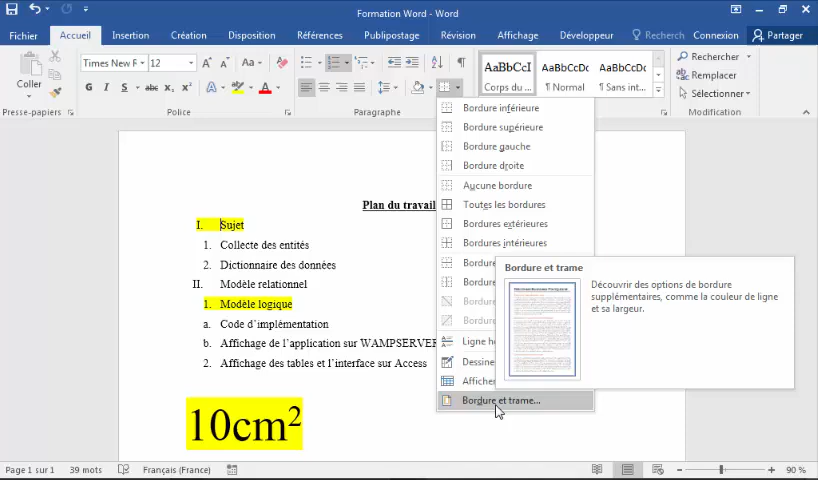 Formation Word - Word
Fichier Accueil Insertion Création Disposition Références Publipostage Révision Affichage Développeur Recherch Connexion Partager
Coller
Times New R 12
G I S abc x₂ x²
AaBbCcI AaBbCcDc AaBbCcDc
Corps du ... ¶ Normal ¶ Sans int...
Rechercher
Remplacer
Sélectionner
Presse-papiers Police Paragraphe Modification
Bordure inférieure
Bordure supérieure
Bordure gauche
Bordure droite
Aucune bordure
Toutes les bordures
Bordures extérieures
Bordures intérieures
Ligne h
Dessine
Affiche
Bordure et trame...
Bordure et trame
Découvrir des options de bordure
supplémentaires, comme la couleur de ligne
et sa largeur.
Plan du travail
I. Sujet
1. Collecte des entités
2. Dictionnaire des données
II. Modèle relationnel
1. Modèle logique
a. Code d'implémentation
b. Affichage de l'application sur WAMPSERVER
2. Affichage des tables et l'interface sur Access
10cm²
Page 1 sur 1 39 mots Français (France) 90 %